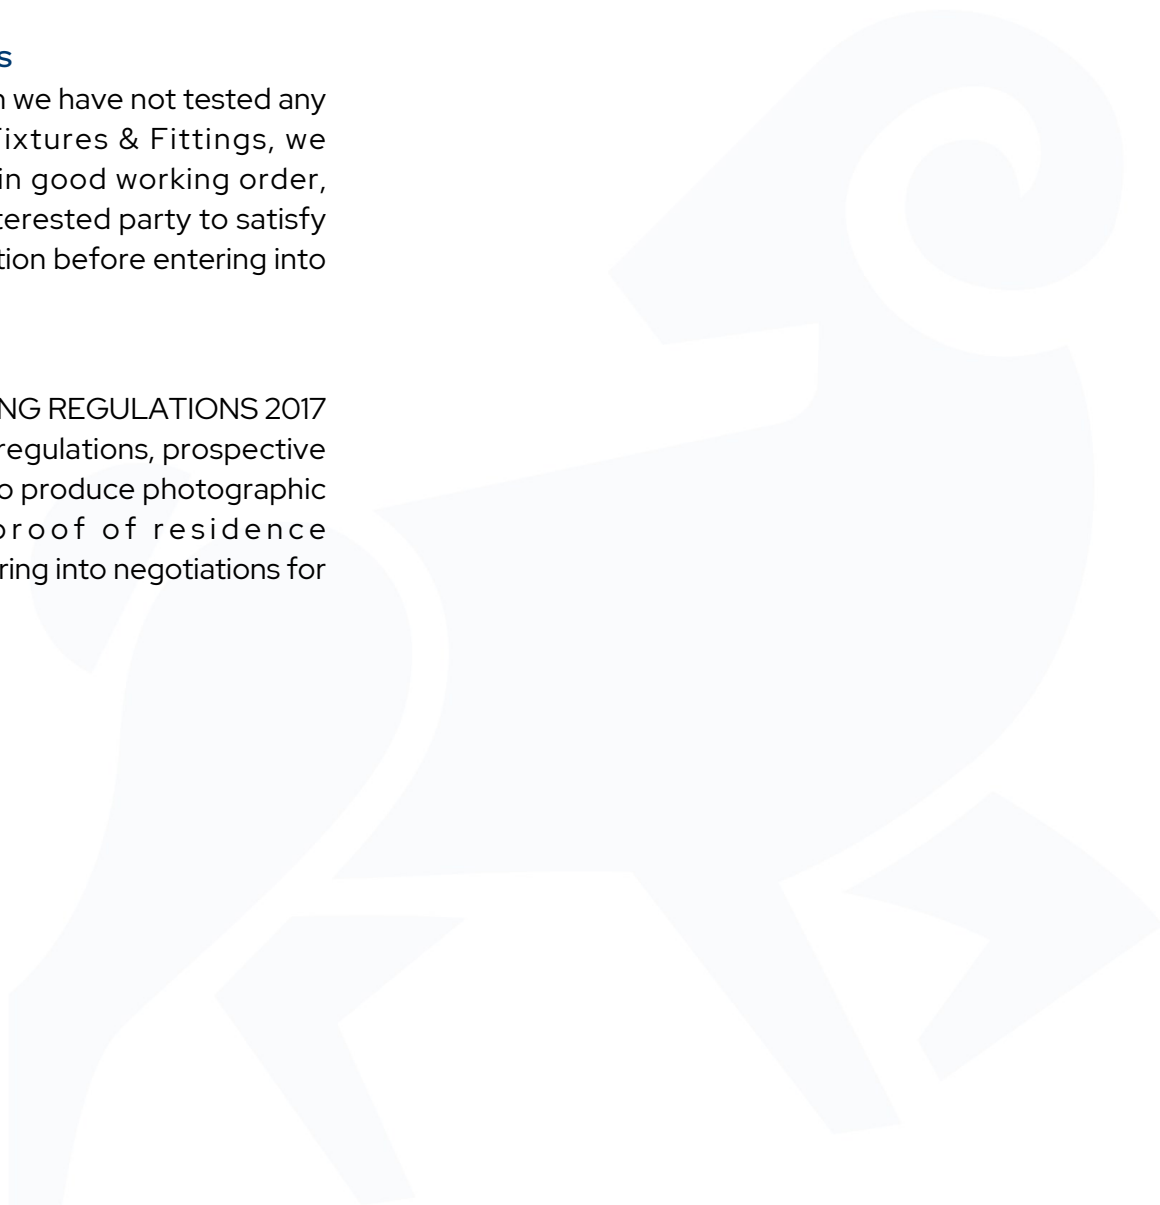 s
n we have not tested any
Fixtures & Fittings, we
in good working order,
terested party to satisfy
tion before entering into
NG REGULATIONS 2017
regulations, prospective
o produce photographic
proof of residence
ring into negotiations for